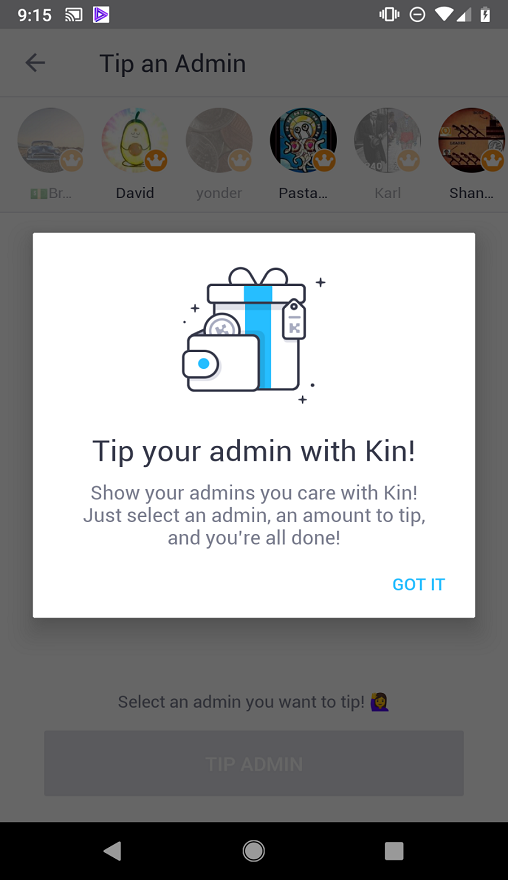 9:15
Tip an Admin
💵Br...
David
yonder
Pasta...
Karl
Shan...
K
K
Tip your admin with Kin!
Show your admins you care with Kin!
Just select an admin, an amount to tip,
and you're all done!
GOT IT
Select an admin you want to tip! 🙋‍♀️
TIP ADMIN